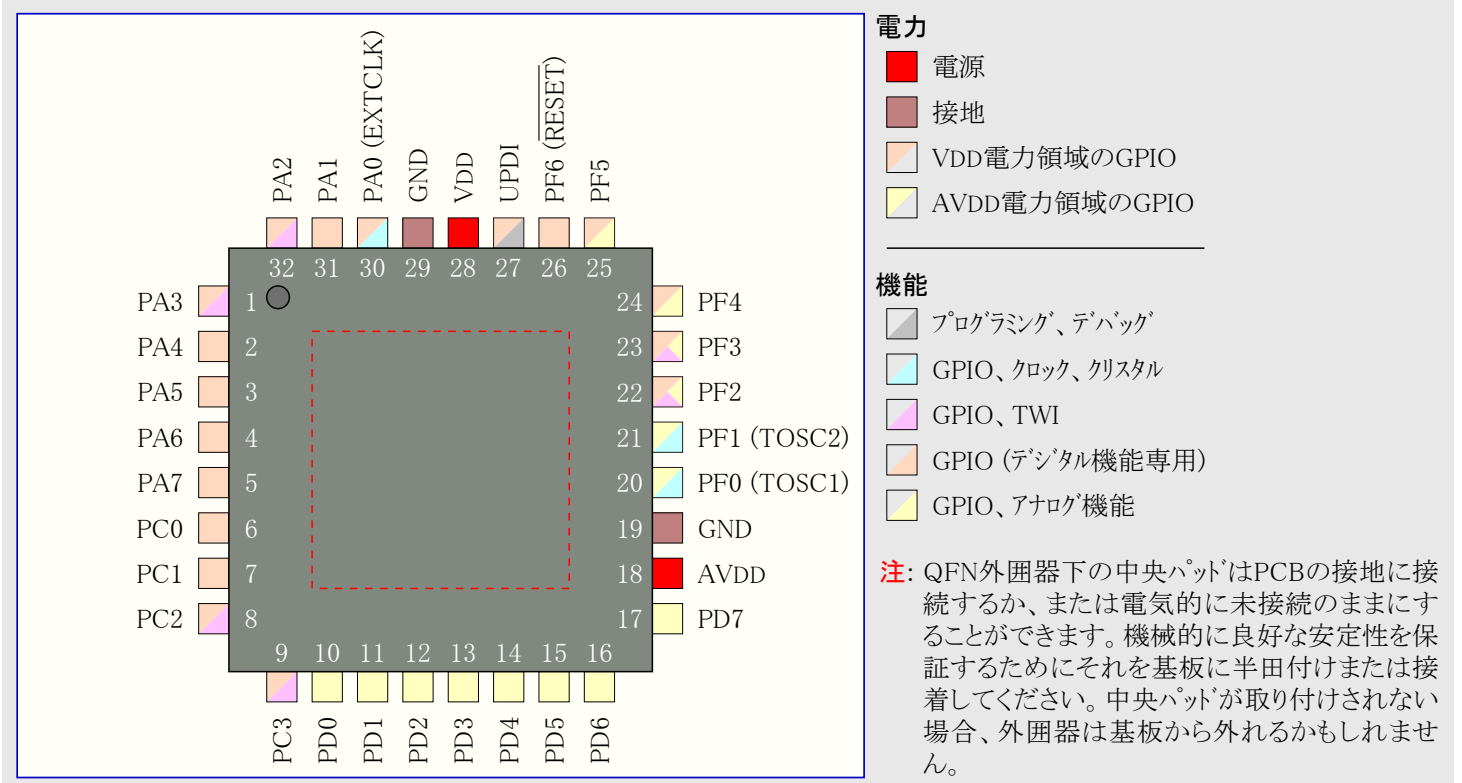 PA2
PA1
PA0 (EXTCLK)
GND
VDD
UPDI
PF6 (RESET)
PF5
32 31 30 29 28 27 26 25
PA3 1
PA4 2
PA5 3
PA6 4
PA7 5
PC0 6
PC1 7
PC2 8
24 PF4
23 PF3
22 PF2
21 PF1 (TOSC2)
20 PF0 (TOSC1)
19 GND
18 AVDD
17 PD7
9 10 11 12 13 14 15 16
PC3
PD0
PD1
PD2
PD3
PD4
PD5
PD6
電力
電源
接地
VDD電力領域のGPIO
AVDD電力領域のGPIO
機能
プログラミング、デバッグ
GPIO、クロック、クリスタル
GPIO、TWI
GPIO (デジタル機能専用)
GPIO、アナログ機能
注: QFN外囲器下の中央パッドはPCBの接地に接
続するか、または電気的に未接続のままにす
ることができます。機械的に良好な安定性を保
証するためにそれを基板に半田付けまたは接
着してください。中央パッドが取り付けされない
場合、外囲器は基板から外れるかもしれませ
ん。